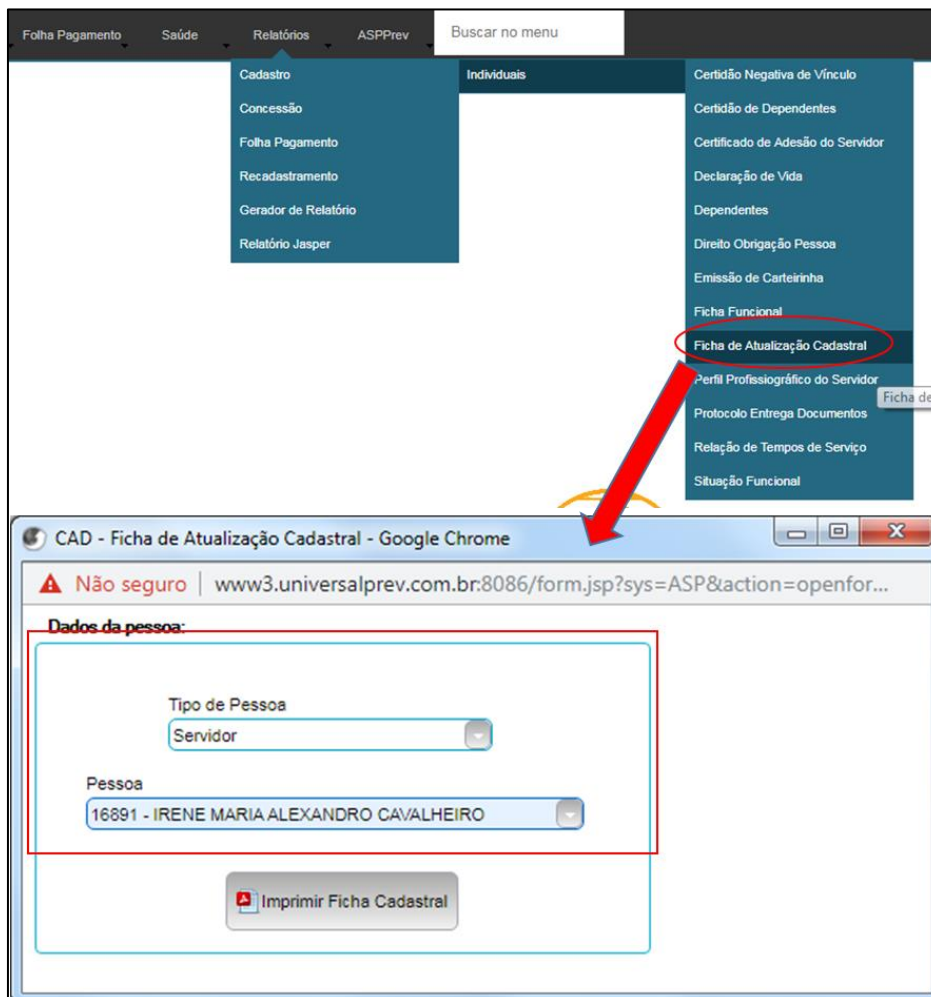 Folha Pagamento Saúde Relatórios ASPPrev Buscar no menu
Cadastro Individuais Certidão Negativa de Vínculo
Concessão Certidão de Dependentes
Folha Pagamento Certificado de Adesão do Servidor
Recadastramento Declaração de Vida
Gerador de Relatório Dependentes
Relatório Jasper Direito Obrigação Pessoa
Emissão de Carteirinha
Ficha Funcional
Ficha de Atualização Cadastral
Perfil Profissiográfico do Servidor
Ficha de
Protocolo Entrega Documentos
Relação de Tempos de Serviço
Situação Funcional
CAD - Ficha de Atualização Cadastral - Google Chrome
Não seguro | www3.universalprev.com.br:8086/form.jsp?sys=ASP&action=openfor...
Dados da pessoa:
Tipo de Pessoa
Servidor
Pessoa
16891 - IRENE MARIA ALEXANDRO CAVALHEIRO
Imprimir Ficha Cadastral